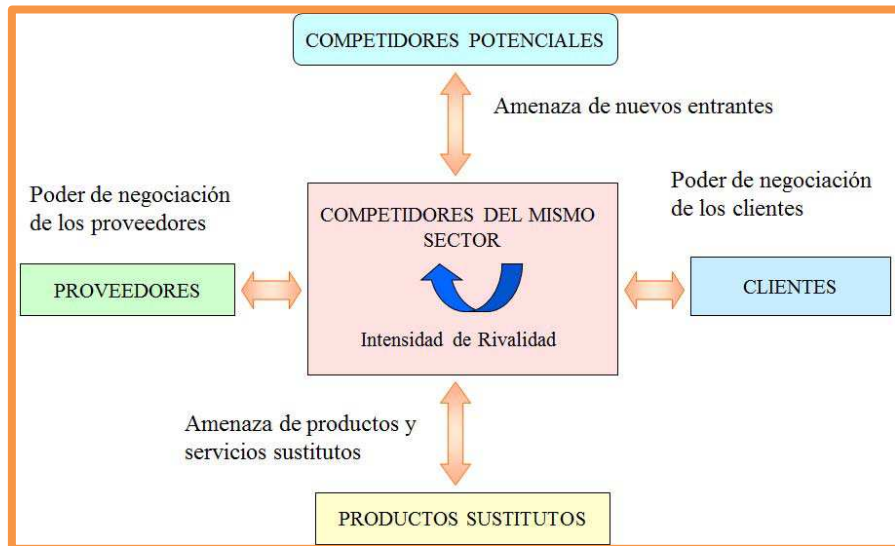 COMPETIDORES POTENCIALES
Amenaza de nuevos entrantes
Poder de negociación
de los proveedores
Poder de negociación
de los clientes
COMPETIDORES DEL MISMO
SECTOR
PROVEEDORES
CLIENTES
Intensidad de Rivalidad
Amenaza de productos y
servicios sustitutos
PRODUCTOS SUSTITUTOS